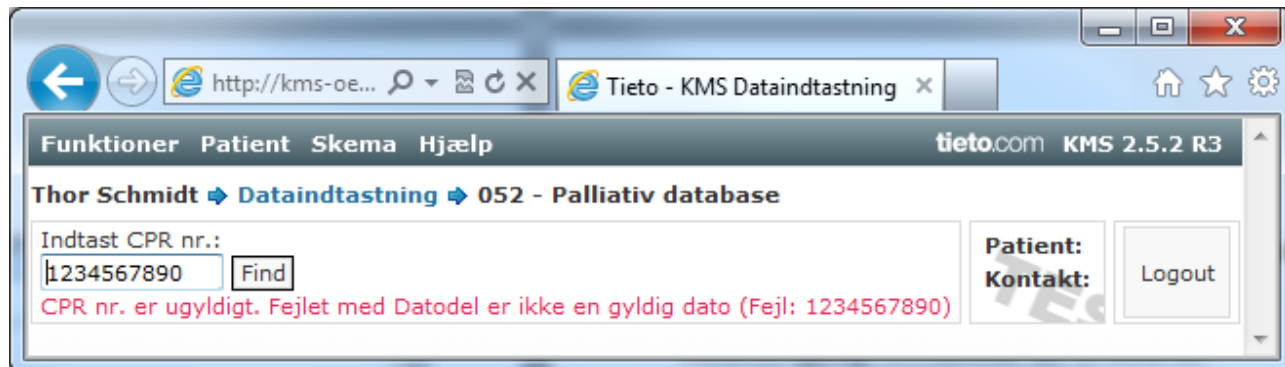 http://kms-oe...
Tieto - KMS Dataindtastning
Funktioner Patient Skema Hjælp tieto.com KMS 2.5.2 R3
Thor Schmidt Dataindtastning 052 - Palliativ database
Indtast CPR nr.:
1234567890 Find
CPR nr. er ugyldigt. Fejlet med Datodel er ikke en gyldig dato (Fejl: 1234567890)
Patient:
Kontakt:
Logout